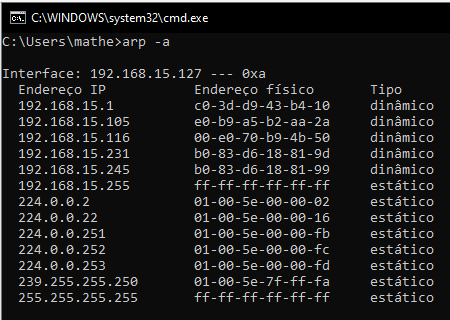 C:\WINDOWS\system32\cmd.exe
C:\Users\mathe>arp -a
Interface: 192.168.15.127 --- 0xa
Endereço IP Endereço físico Tipo
192.168.15.1 c0-3d-d9-43-b4-10 dinâmico
192.168.15.105 e0-b9-a5-b2-aa-2a dinâmico
192.168.15.116 00-e0-70-b9-4b-50 dinâmico
192.168.15.231 b0-83-d6-18-81-9d dinâmico
192.168.15.245 b0-83-d6-18-81-99 dinâmico
192.168.15.255 ff-ff-ff-ff-ff-ff estático
224.0.0.2 01-00-5e-00-00-02 estático
224.0.0.22 01-00-5e-00-00-16 estático
224.0.0.251 01-00-5e-00-00-fb estático
224.0.0.252 01-00-5e-00-00-fc estático
224.0.0.253 01-00-5e-00-00-fd estático
239.255.255.250 01-00-5e-7f-ff-fa estático
255.255.255.255 ff-ff-ff-ff-ff-ff estático